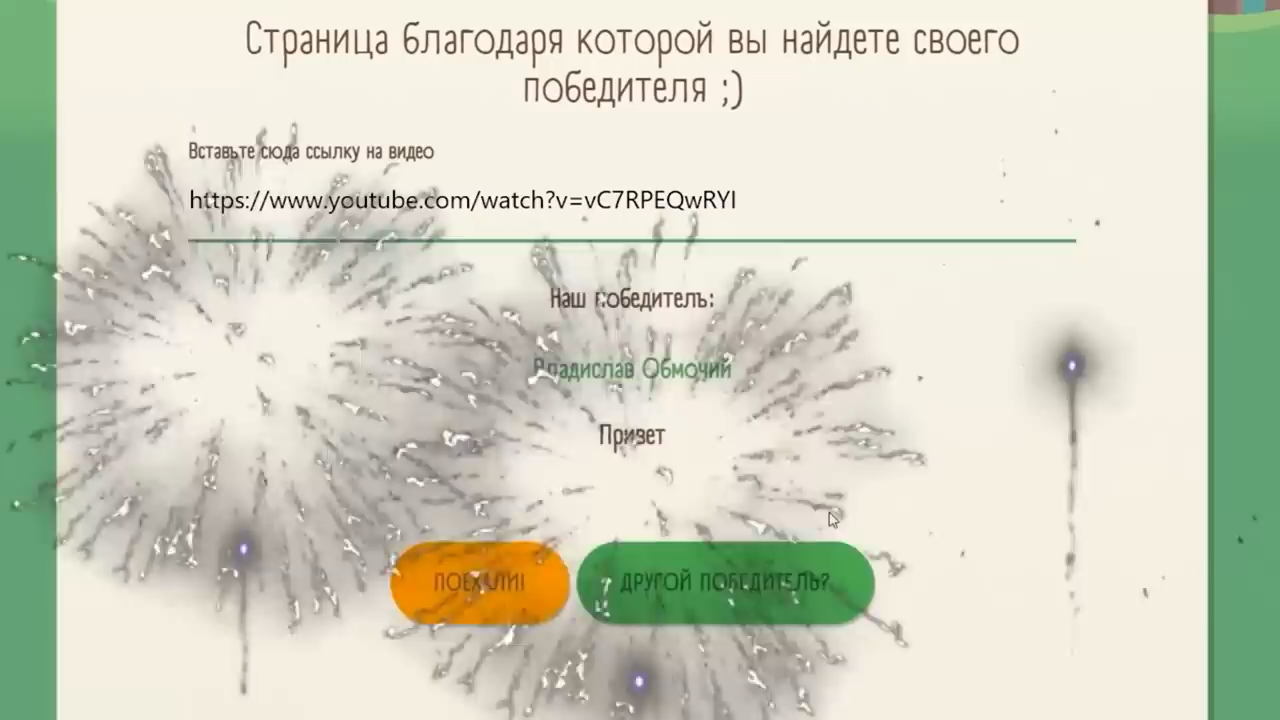 Страница благодаря которой вы найдете своего
победителя ;)
Вставьте сюда ссылку на видео
https://www.youtube.com/watch?v=vC7RPEQwRYI
Наш победитель:
Владислав Обмочий
Привет
ПОЕХАЛИ!
ДРУГОЙ ПОБЕДИТЕЛЬ?